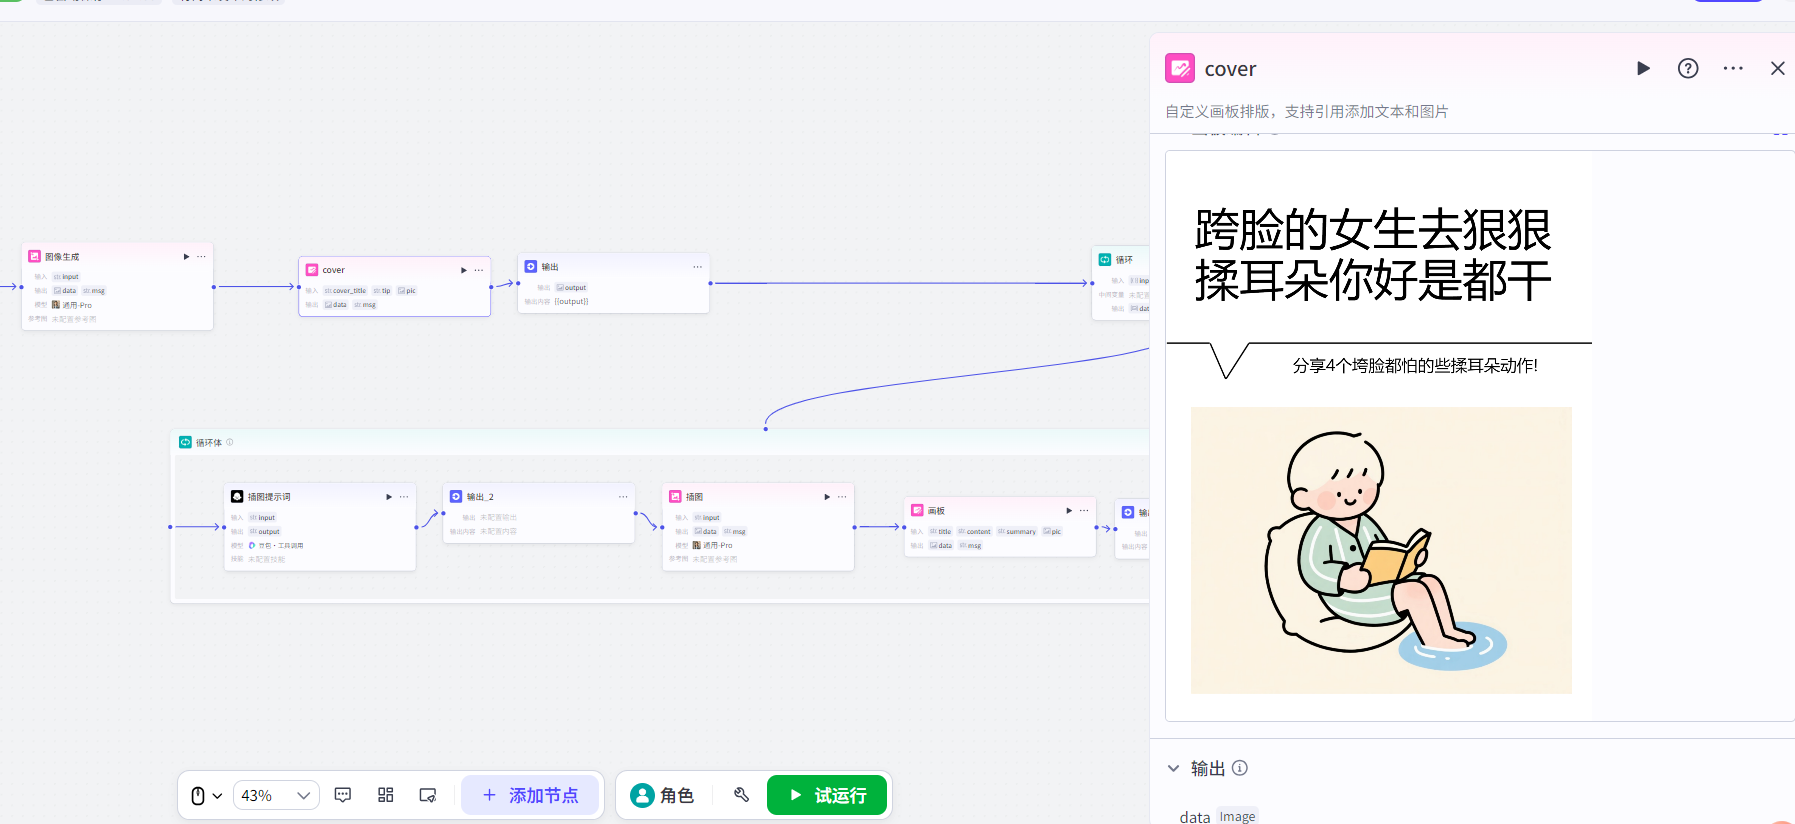 图像生成
输入 str. input
输出 data str. msg
模型 通用-Pro
参考图 未配置参考图
cover
输入 str. cover_title str. tip pic
输出 data str. msg
输出
输出 output
输出内容 {{output}}
循环
输入
中间变量
输出
循环体
插图提示词
输入 str. input
输出 str. output
模型 豆包·工具调用
技能 未配置技能
输出_2
输出 未配置输出
输出内容 未配置内容
插图
输入 str. input
输出 data str. msg
模型 通用-Pro
参考图 未配置参考图
画板
输入 str. title str. content str. summary pic
输出 data str. msg
输出
输出内容
43%
添加节点
角色
试运行
cover
自定义画板排版，支持引用添加文本和图片
跨脸的女生去狠狠
揉耳朵你好是都干
分享4个垮脸都怕的些揉耳朵动作!
输出
data Image